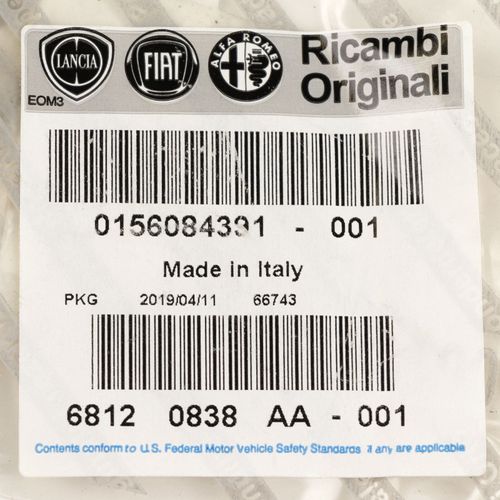 LANCIA FIAT ALFA ROMEO Ricambi
EOM3 Originali
0156084391 - 001
Made in Italy
PKG 2019/04/11 66743
6812 0838 AA - 001
Contents conform to U.S. Federal Motor Vehicle Safety Standards if any are applicable